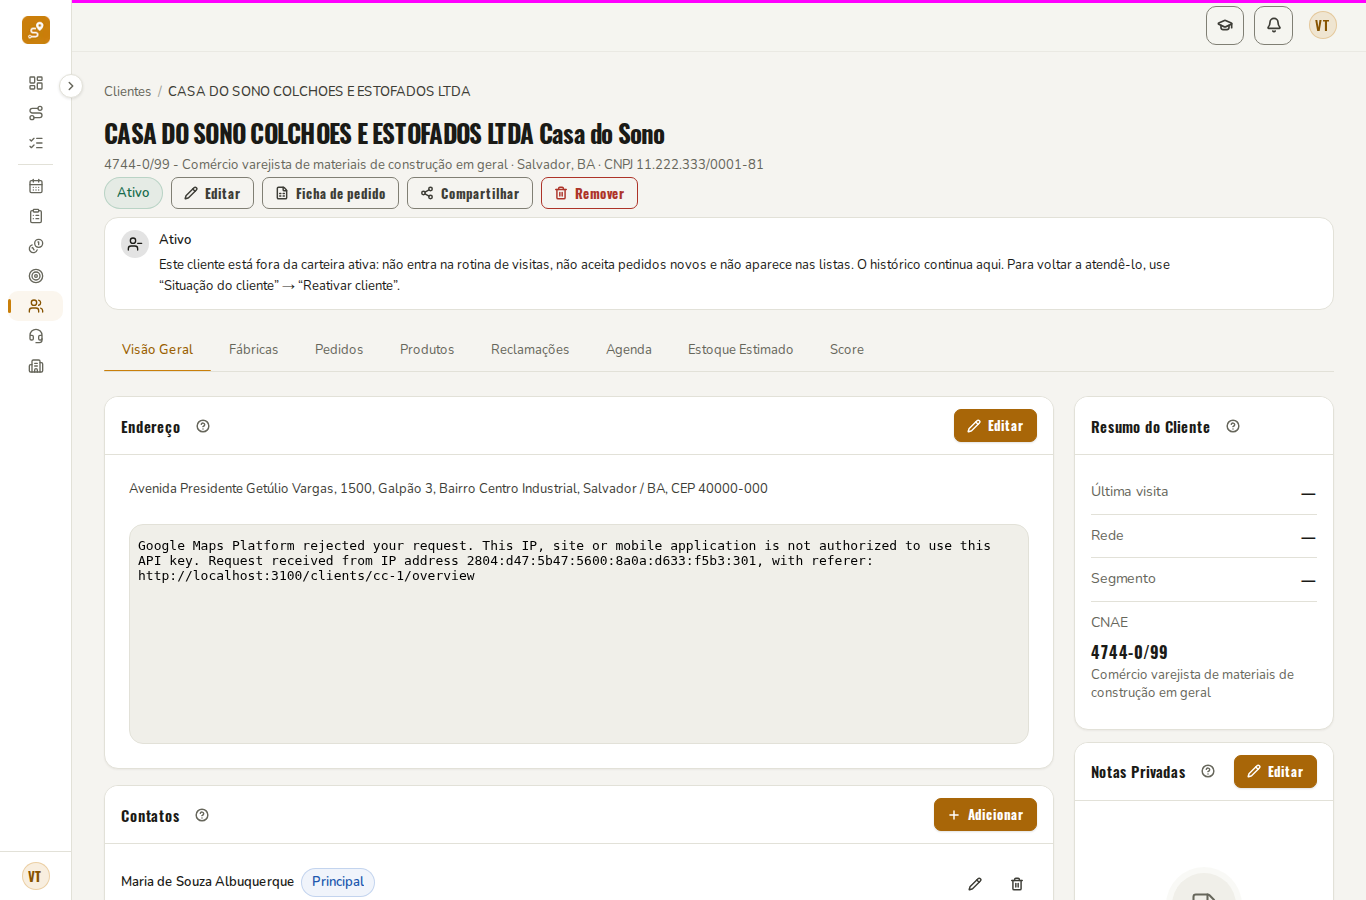 VT
Clientes / CASA DO SONO COLCHOES E ESTOFADOS LTDA
CASA DO SONO COLCHOES E ESTOFADOS LTDA Casa do Sono
4744-0/99 - Comércio varejista de materiais de construção em geral · Salvador, BA · CNPJ 11.222.333/0001-81
Ativo Editar Ficha de pedido Compartilhar Remover
Ativo
Este cliente está fora da carteira ativa: não entra na rotina de visitas, não aceita pedidos novos e não aparece nas listas. O histórico continua aqui. Para voltar a atendê-lo, use
“Situação do cliente” → “Reativar cliente”.
Visão Geral Fábricas Pedidos Produtos Reclamações Agenda Estoque Estimado Score
Endereço Editar
Avenida Presidente Getúlio Vargas, 1500, Galpão 3, Bairro Centro Industrial, Salvador / BA, CEP 40000-000
Google Maps Platform rejected your request. This IP, site or mobile application is not authorized to use this
API key. Request received from IP address 2804:d47:5b47:5600:8a0a:d633:f5b3:301, with referer:
http://localhost:3100/clients/cc-1/overview
Resumo do Cliente
Última visita —
Rede —
Segmento —
CNAE
4744-0/99
Comércio varejista de materiais de
construção em geral
Contatos Adicionar
Maria de Souza Albuquerque Principal
Notas Privadas Editar
VT